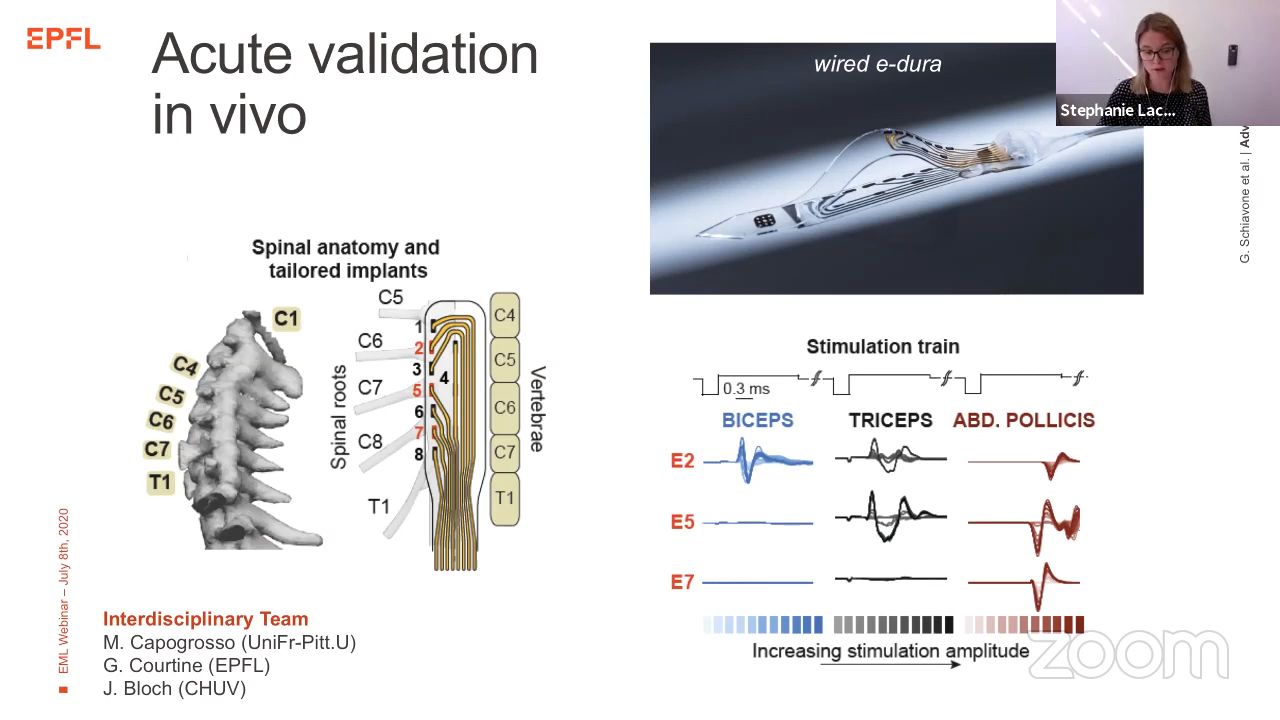 EPFL
Acute validation
in vivo
wired e-dura
Stephanie Lac...
G. Schiavone et al. | Adv
Spinal anatomy and
tailored implants
C1
C4
C5
C6
C7
T1
Spinal roots
C5
C6
C7
C8
T1
1
2
3
4
5
6
7
8
C4
C5
C6
C7
T1
Vertebrae
Stimulation train
0.3 ms
BICEPS
TRICEPS
ABD. POLLICIS
E2
E5
E7
Increasing stimulation amplitude
EML Webinar – July 8th, 2020
Interdisciplinary Team
M. Capogrosso (UniFr-Pitt.U)
G. Courtine (EPFL)
J. Bloch (CHUV)
zoom